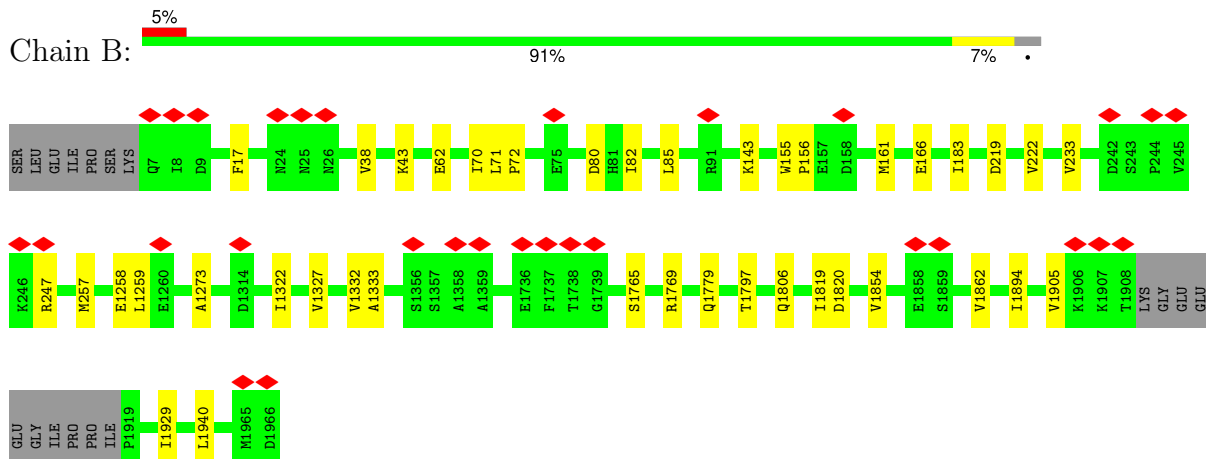 5%
Chain B:
91% 7% •
SER LEU GLU ILE PRO SER LYS Q7 I8 D9 F17 N24 N25 N26 V38 K43 E62 I70 L71 P72 E75 D80 H81 I82 L85 R91 K143 W155 P156 E157 D158 M161 E166 I183 D219 V222 V233 D242 S243 P244 V245
K246 R247 M257 E1258 L1259 E1260 A1273 D1314 I1322 V1327 V1332 A1333 S1356 S1357 A1358 A1359 E1736 F1737 T1738 G1739 S1765 R1769 Q1779 T1797 Q1806 I1819 D1820 V1854 E1858 S1859 V1862 I1894 V1905 K1906 K1907 T1908 LYS GLY GLU GLU
GLU GLY ILE PRO PRO ILE P1919 I1929 L1940 M1965 D1966